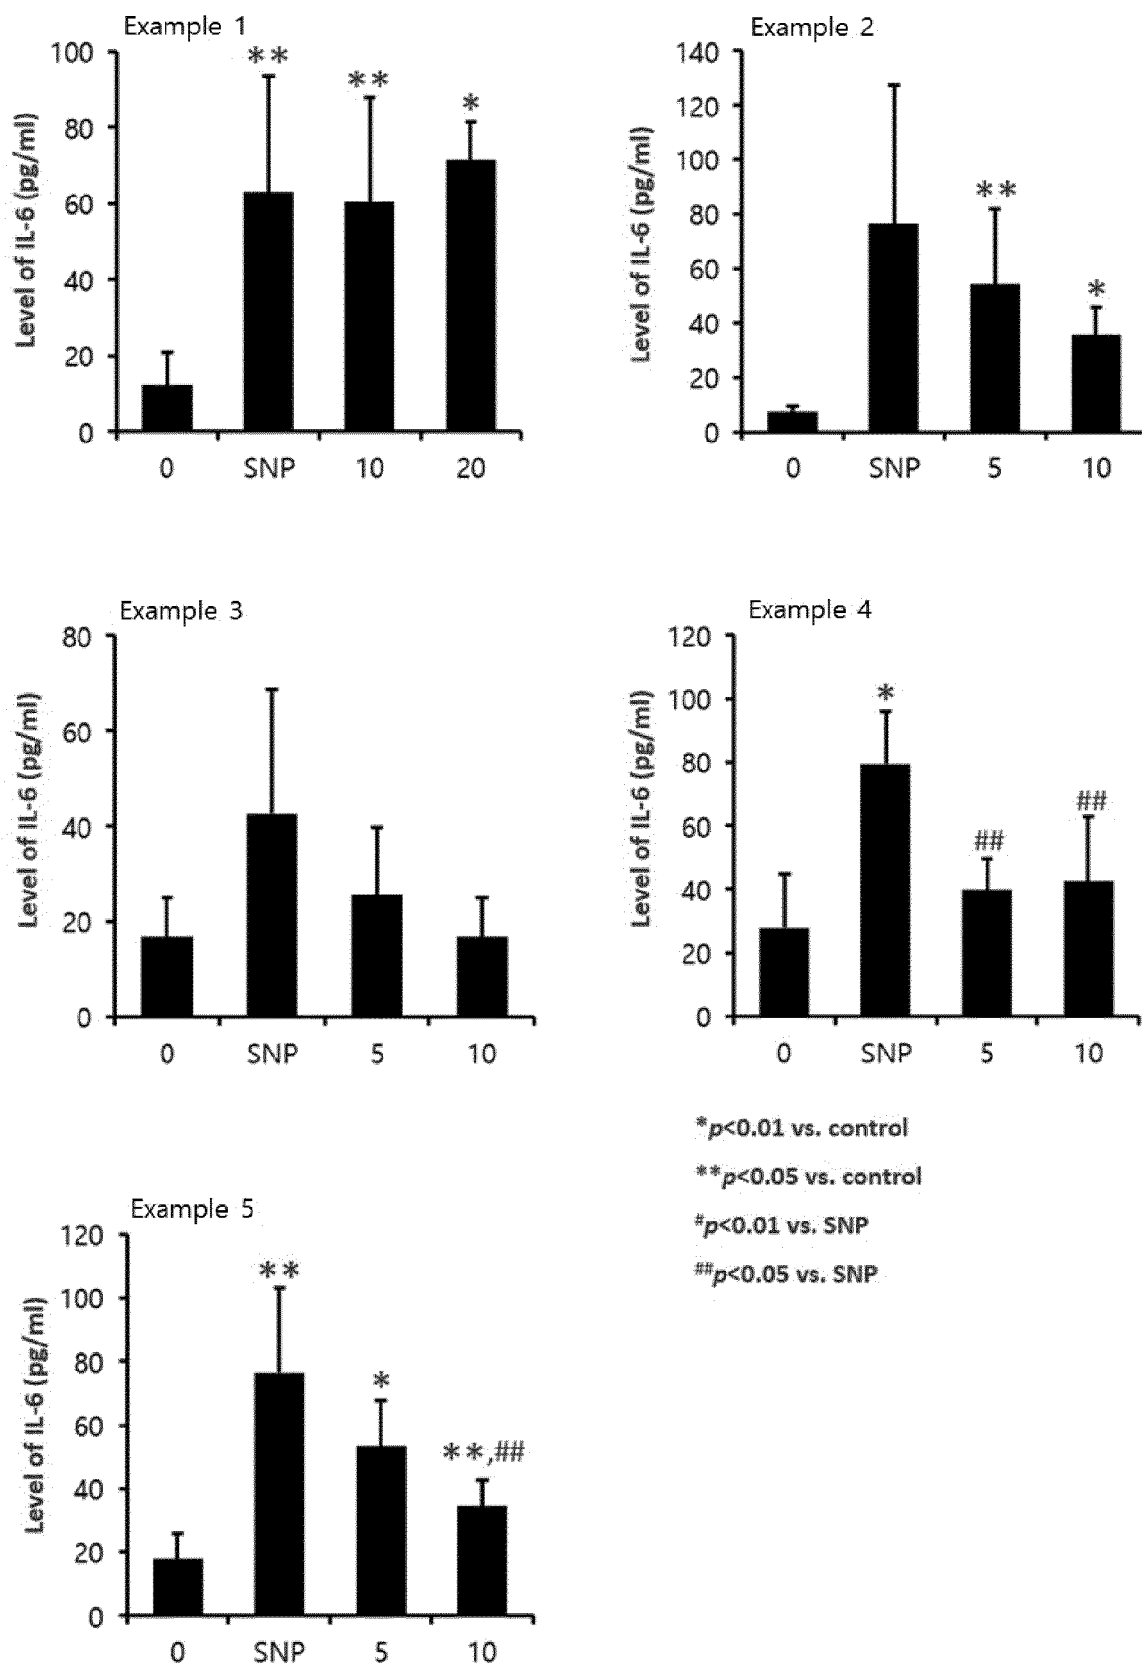 Example 1
Level of IL-6 (pg/ml)
100
80
60
40
20
0
** ** *
0 SNP 10 20
Example 2
Level of IL-6 (pg/ml)
140
120
100
80
60
40
20
0
** *
0 SNP 5 10
Example 3
Level of IL-6 (pg/ml)
80
60
40
20
0
0 SNP 5 10
Example 4
Level of IL-6 (pg/ml)
120
100
80
60
40
20
0
* ## ##
0 SNP 5 10
*p<0.01 vs. control
**p<0.05 vs. control
#p<0.01 vs. SNP
##p<0.05 vs. SNP
Example 5
Level of IL-6 (pg/ml)
120
100
80
60
40
20
0
** * **,##
0 SNP 5 10